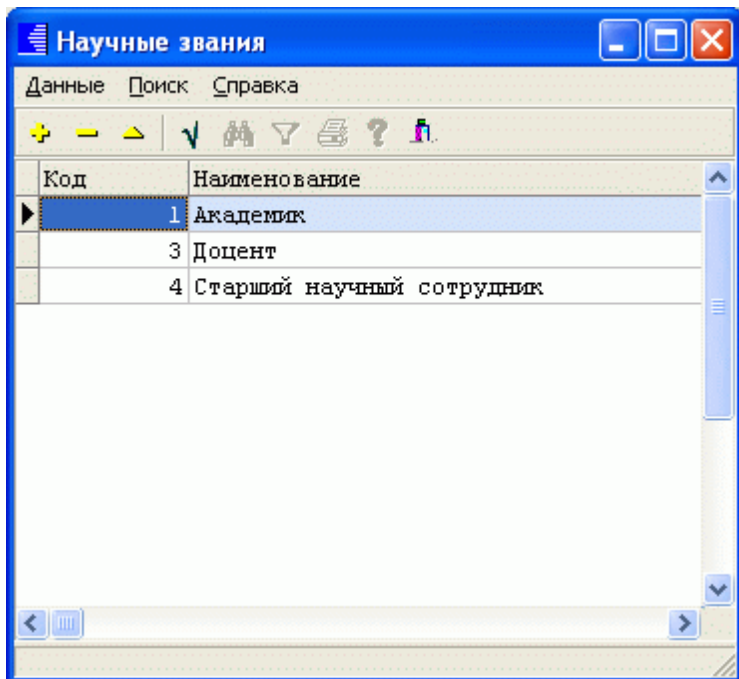 Научные звания
Данные Поиск Справка
Код Наименование
1 Академик
3 Доцент
4 Старший научный сотрудник